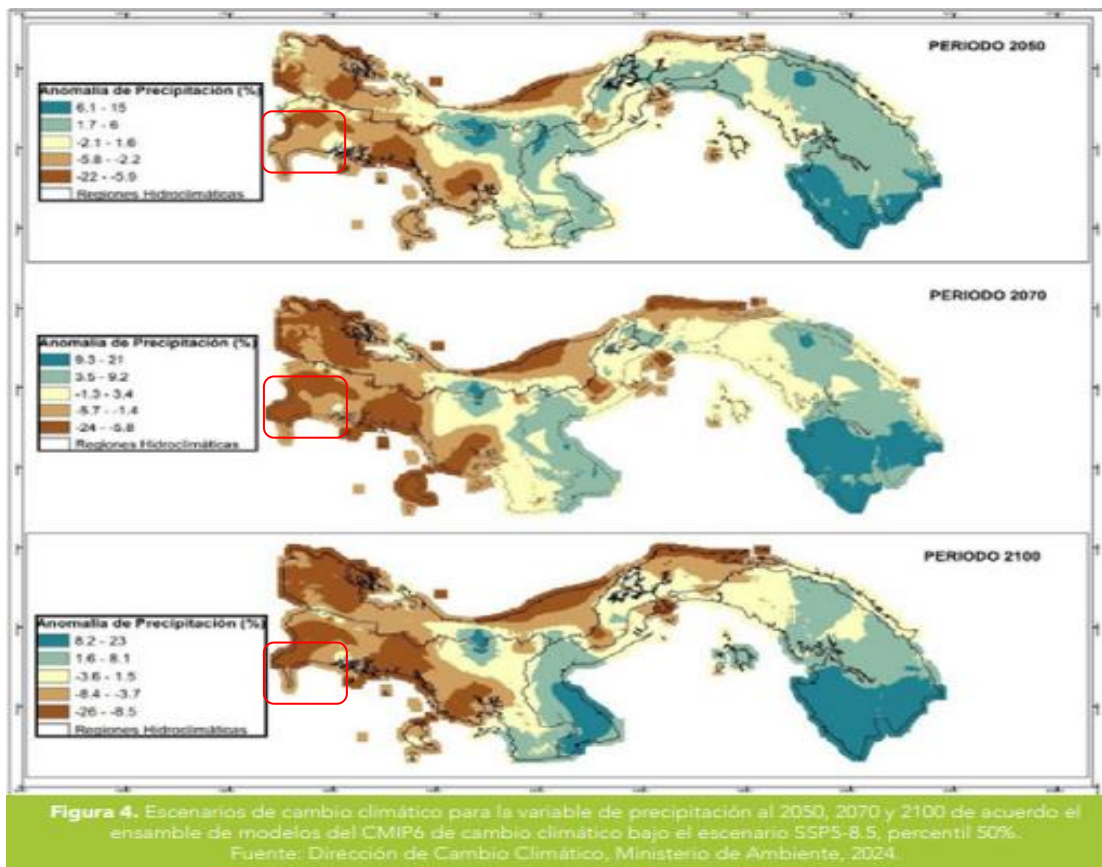 PERIODO 2050
Anomalia de Precipitación (%)
6.1 - 15
1.7 - 6
-2.1 - 1.6
-5.8 - -2.2
-22 - -5.9
Regiones Hidroclimáticas
PERIODO 2070
Anomalia de Precipitación (%)
9.3 - 21
3.5 - 9.2
-1.3 - 3.4
-5.7 - -1.4
-24 - -5.8
Regiones Hidroclimáticas
PERIODO 2100
Anomalia de Precipitación (%)
8.2 - 23
1.6 - 8.1
-3.6 - 1.5
-8.4 - -3.7
-26 - -8.5
Regiones Hidroclimáticas
Figura 4. Escenarios de cambio climático para la variable de precipitación al 2050, 2070 y 2100 de acuerdo el
ensamble de modelos del CMIP6 de cambio climático bajo el escenario SSP5-8.5, percentil 50%.
Fuente: Dirección de Cambio Climático, Ministerio de Ambiente, 2024.